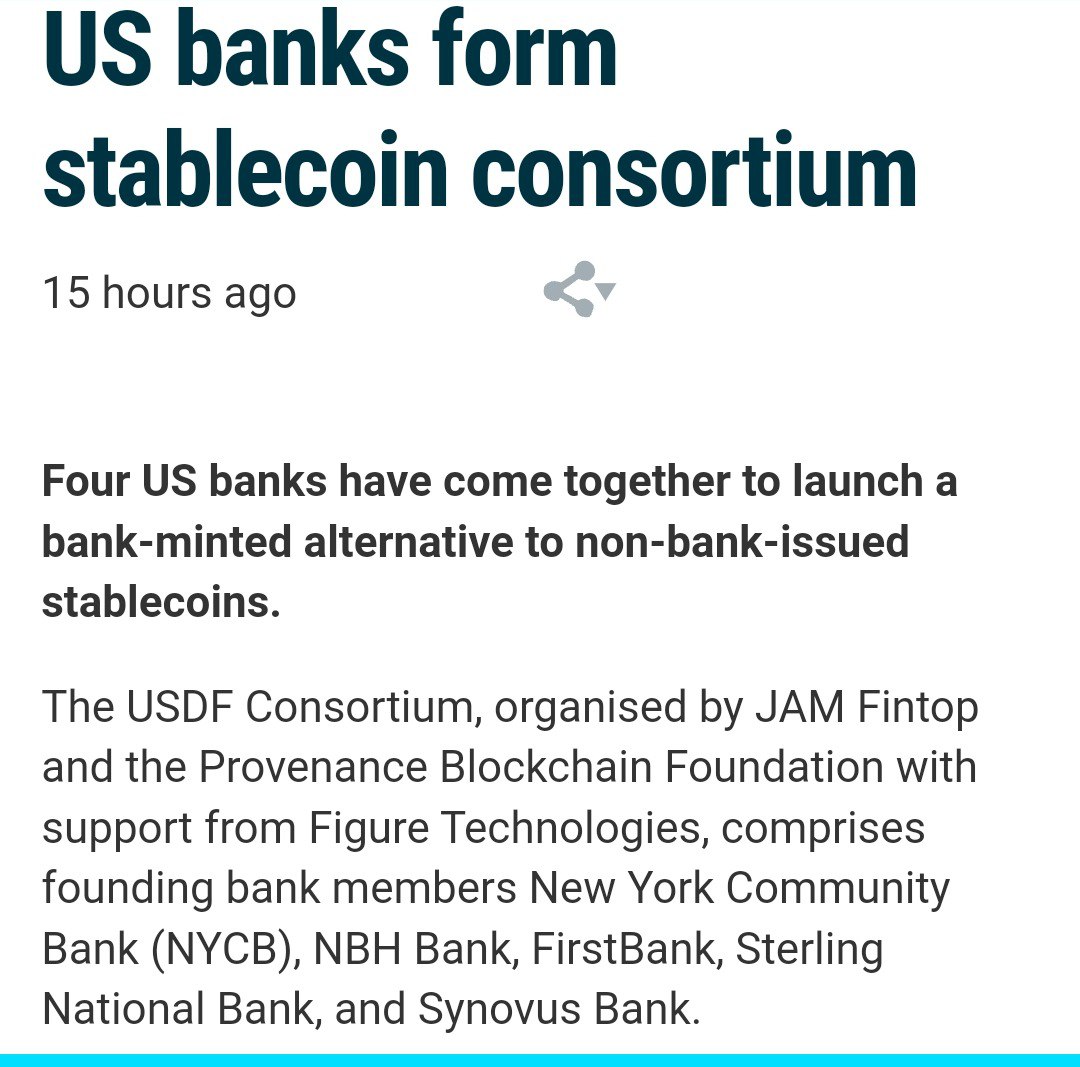 US banks form
stablecoin consortium
15 hours ago
Four US banks have come together to launch a
bank-minted alternative to non-bank-issued
stablecoins.
The USDF Consortium, organised by JAM Fintop
and the Provenance Blockchain Foundation with
support from Figure Technologies, comprises
founding bank members New York Community
Bank (NYCB), NBH Bank, FirstBank, Sterling
National Bank, and Synovus Bank.